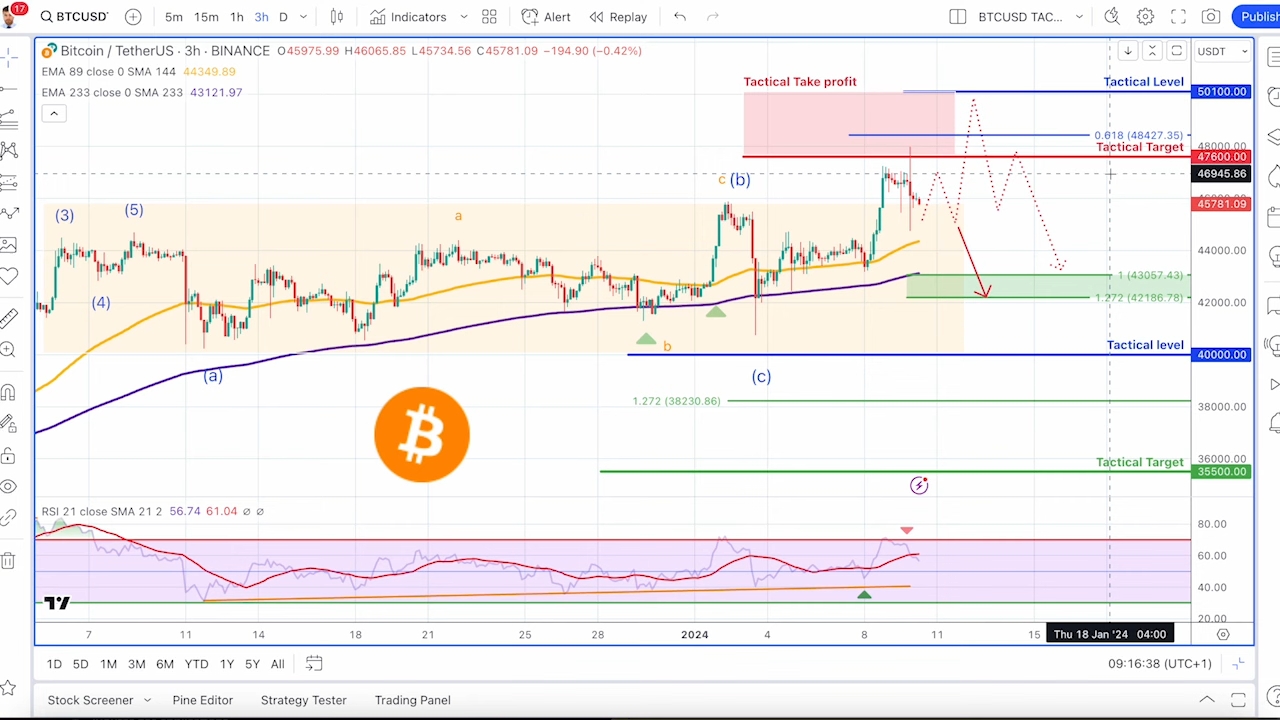 17
BTCUSD
5m 15m 1h 3h D
Indicators
Alert
Replay
BTCUSD TAC...
Publis
Bitcoin / TetherUS · 3h · BINANCE O45975.99 H46065.85 L45734.56 C45781.09 −194.90 (−0.42%)
USDT
EMA 89 close 0 SMA 144 44349.89
EMA 233 close 0 SMA 233 43121.97
Tactical Take profit
Tactical Level
50100.00
0.618 (48427.35)
48000.00
Tactical Target
47600.00
46945.86
c (b)
45781.09
(3)
(5)
a
44000.00
1 (43057.43)
(4)
1.272 (42186.78)
42000.00
b
Tactical level
40000.00
(a)
(c)
1.272 (38230.86)
38000.00
36000.00
Tactical Target
35500.00
RSI 21 close SMA 21 2 56.74 61.04 ∅ ∅
80.00
60.00
40.00
20.00
7 11 14 18 21 25 28 2024 4 8 11 15
Thu 18 Jan '24 04:00
1D 5D 1M 3M 6M YTD 1Y 5Y All
09:16:38 (UTC+1)
Stock Screener
Pine Editor
Strategy Tester
Trading Panel